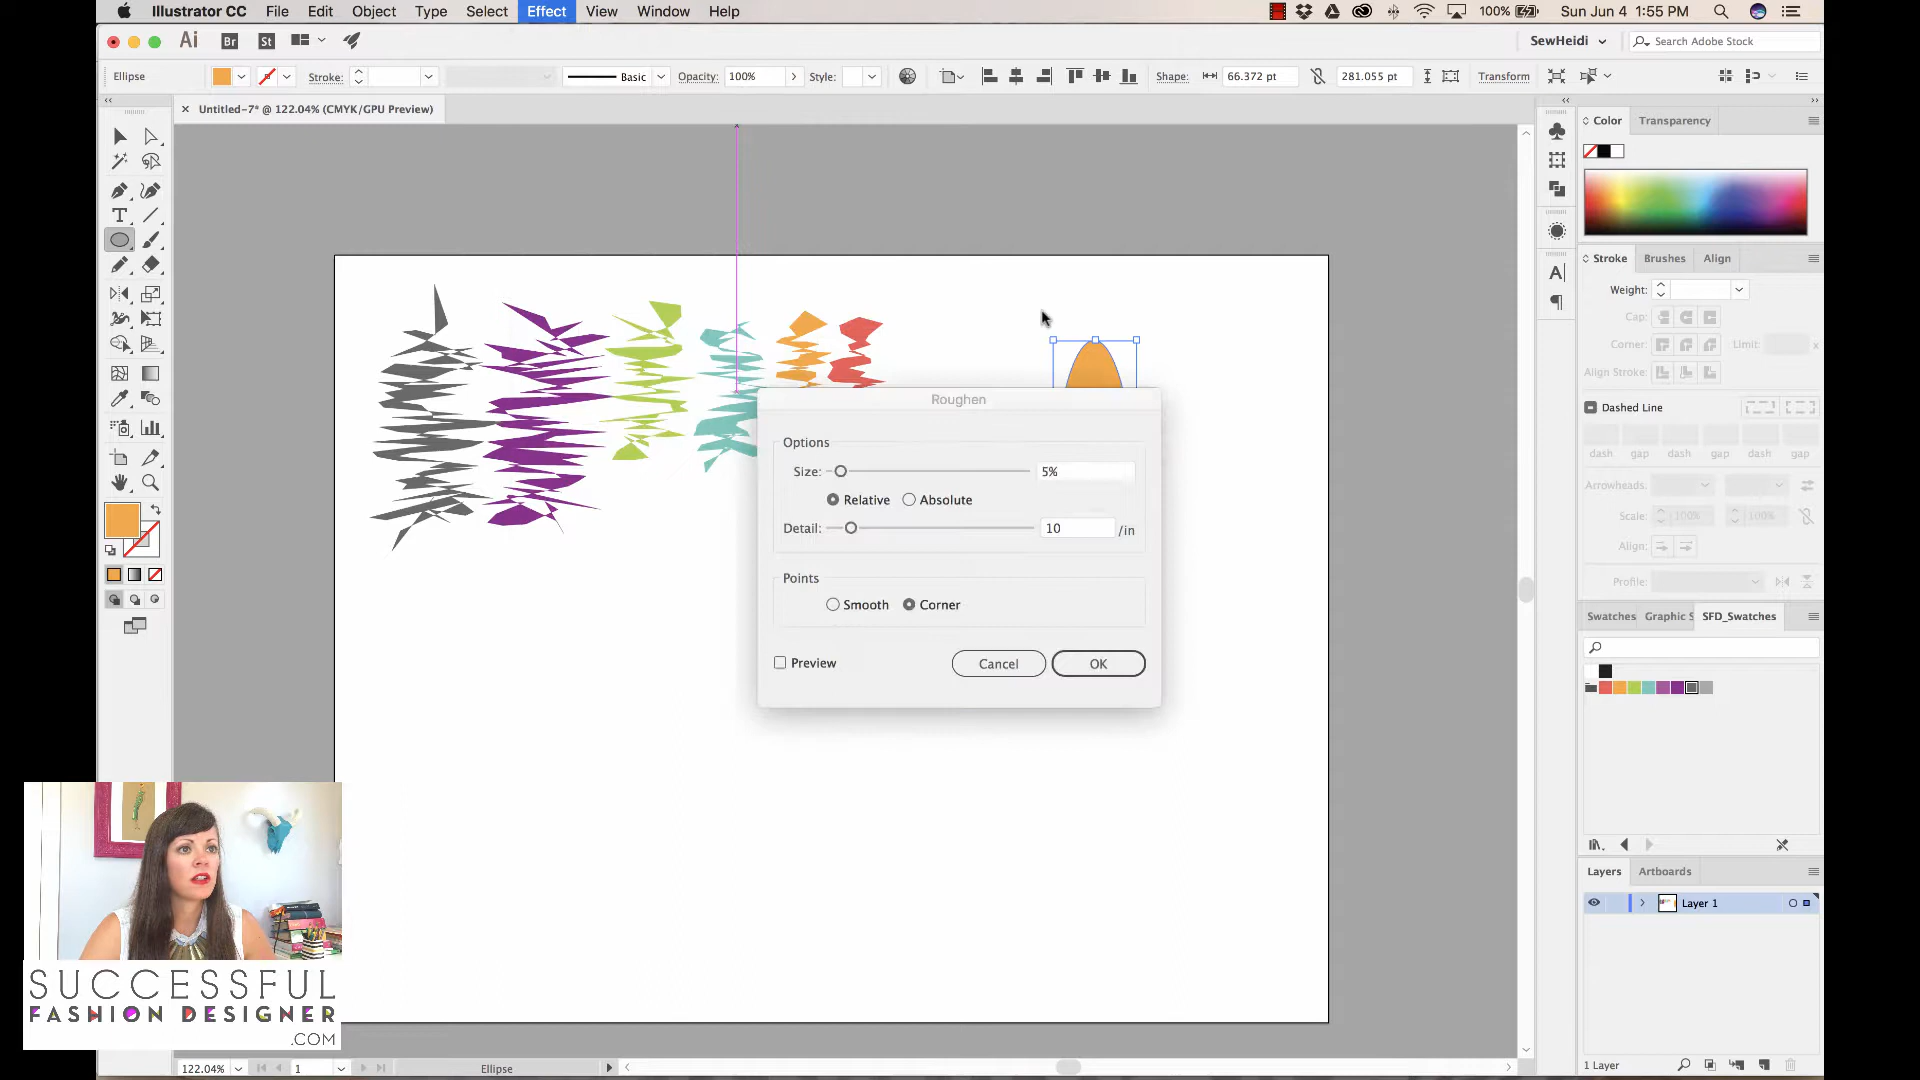 Illustrator CC File Edit Object Type Select Effect View Window Help 100% Sun Jun 4 1:55 PM
Ai Br St SewHeidi Search Adobe Stock
Ellipse Stroke: Basic Opacity: 100% Style: Shape: 66.372 pt 281.055 pt Transform
× Untitled-7* @ 122.04% (CMYK/GPU Preview)
Color Transparency
Stroke Brushes Align
Weight:
Cap:
Corner: Limit: x
Align Stroke:
Dashed Line
dash gap dash gap dash gap
Arrowheads:
Scale: 100% 100%
Align:
Profile:
Swatches Graphic S SFD_Swatches
Layers Artboards
Layer 1
1 Layer
Roughen
Options
Size: 5%
Relative Absolute
Detail: 10 /in
Points
Smooth Corner
Preview Cancel OK
SUCCESSFUL
FASHION DESIGNER
.COM
122.04% 1 Ellipse